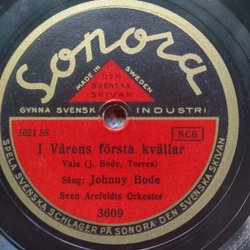 Sonora
MADE IN SWEDEN
DEN
SVENSKA
SKIVAN
GYNNA SVENSK INDUSTRI.
3021 SS
NCB
I Vårens första kvällar
Vals (J. Bode, Torres)
Sång: Johnny Bode
Sven Arefeldts Orkester
3609
SPELA SVENSKA SCHLAGER PÅ SONORA - DEN SVENSKA SKIVAN